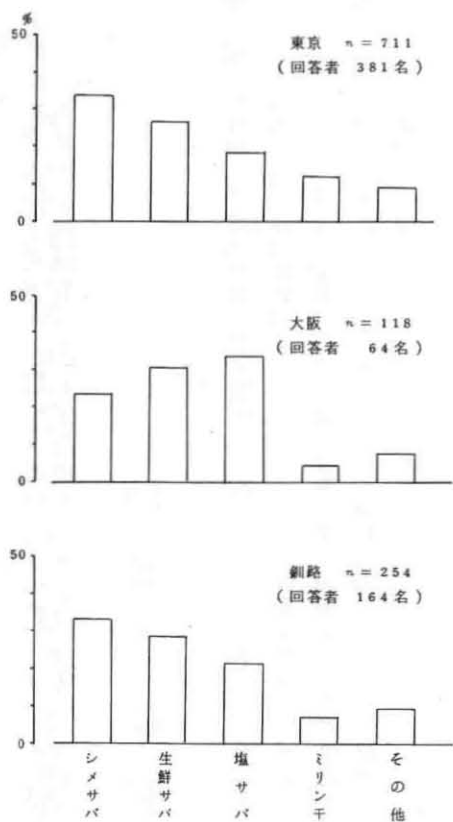 %
50
東京 n = 711
(回答者 381名)
0
50
大阪 n = 118
(回答者 64名)
0
50
釧路 n = 254
(回答者 164名)
0
シメサバ
生鮮サバ
塩サバ
ミリン干
その他